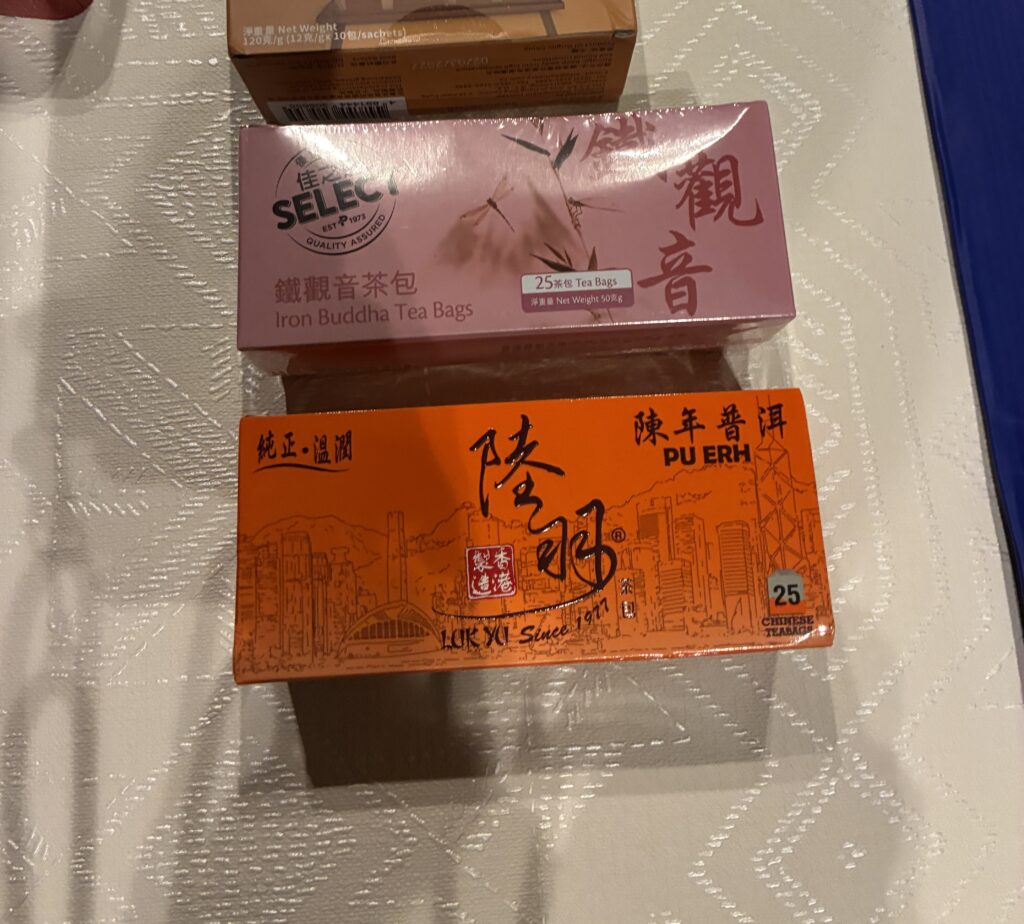 淨重量 Net Weight
120克/g (12克/gx 10包/sachets)
SELECT
EST 1973
QUALITY ASSURED
鐵觀音
鐵觀音茶包
Iron Buddha Tea Bags
25茶包 Tea Bags
淨重量 Net Weight 50克g
純正·溫潤
陸羽®
陳年普洱
PU ERH
香港
製造
茶包
LUK YU Since 1977
25
CHINESE
TEABAGS